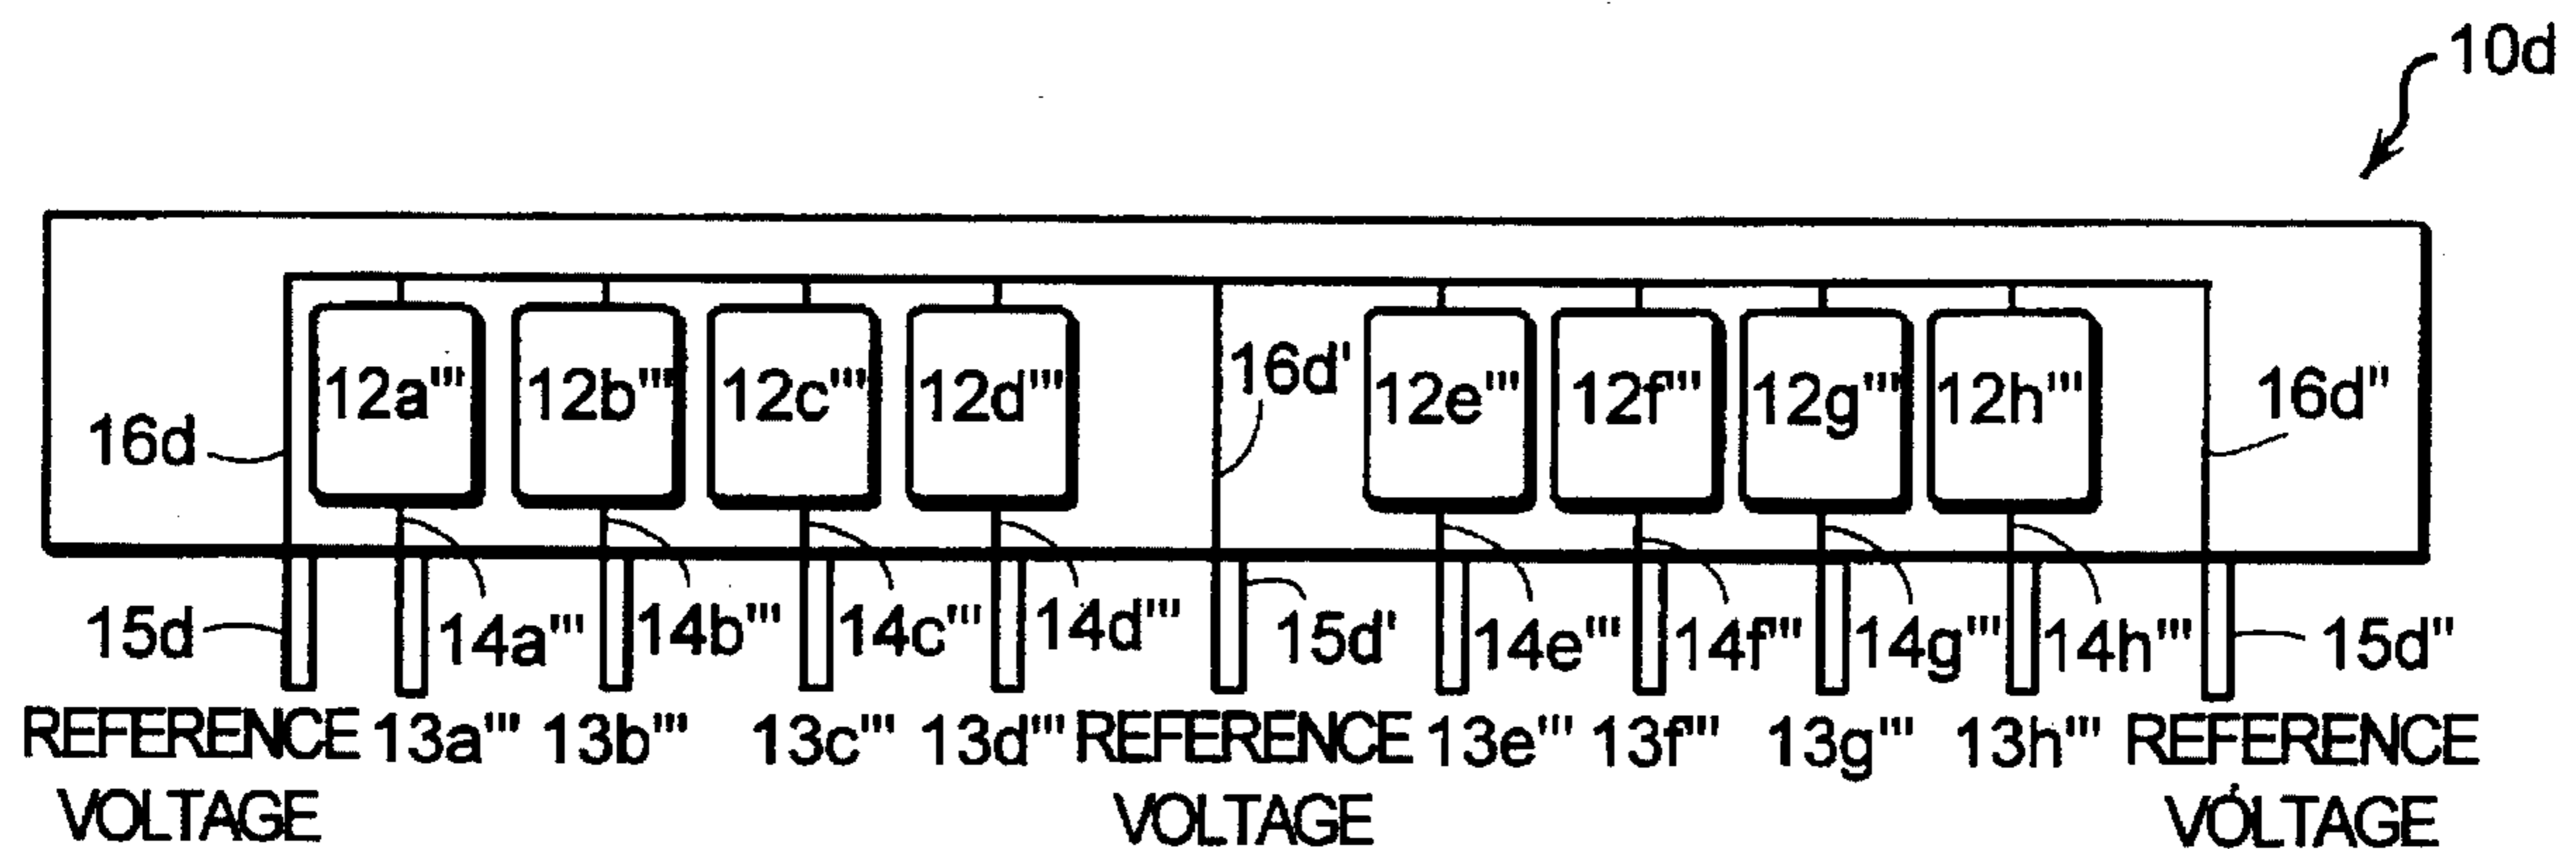 10d
12a''' 12b''' 12c''' 12d''' 16d' 12e''' 12f''' 12g''' 12h''' 16d''
16d
15d 14a''' 14b''' 14c''' 14d''' 15d' 14e''' 14f''' 14g''' 14h''' 15d''
REFERENCE 13a''' 13b''' 13c''' 13d''' REFERENCE 13e''' 13f''' 13g''' 13h''' REFERENCE
VOLTAGE VOLTAGE VOLTAGE